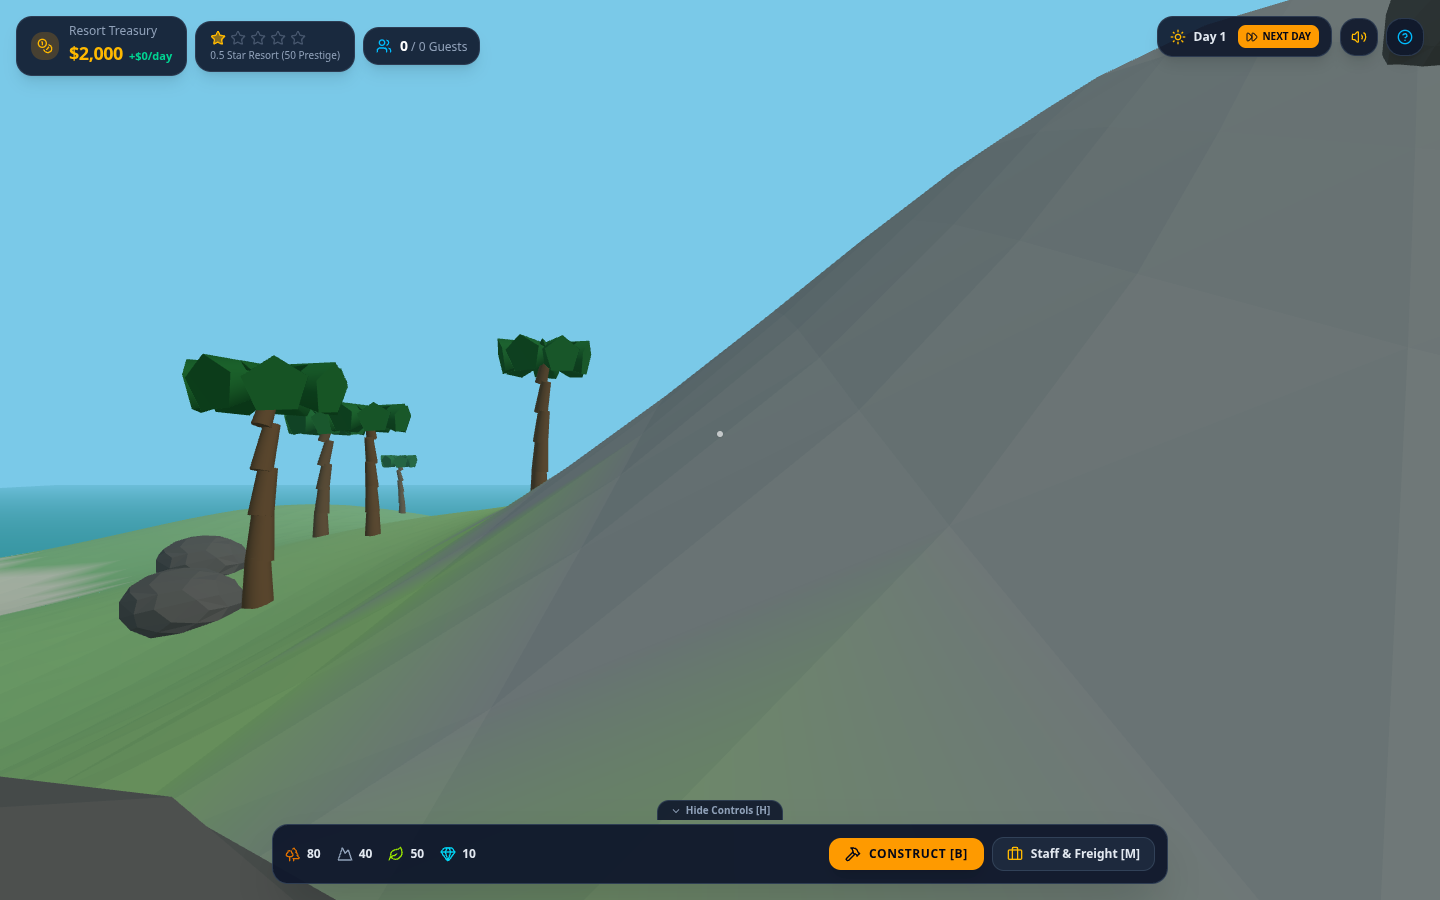 Resort Treasury
$2,000 +$0/day
0.5 Star Resort (50 Prestige)
0 / 0 Guests
Day 1
NEXT DAY
Hide Controls [H]
80
40
50
10
CONSTRUCT [B]
Staff & Freight [M]